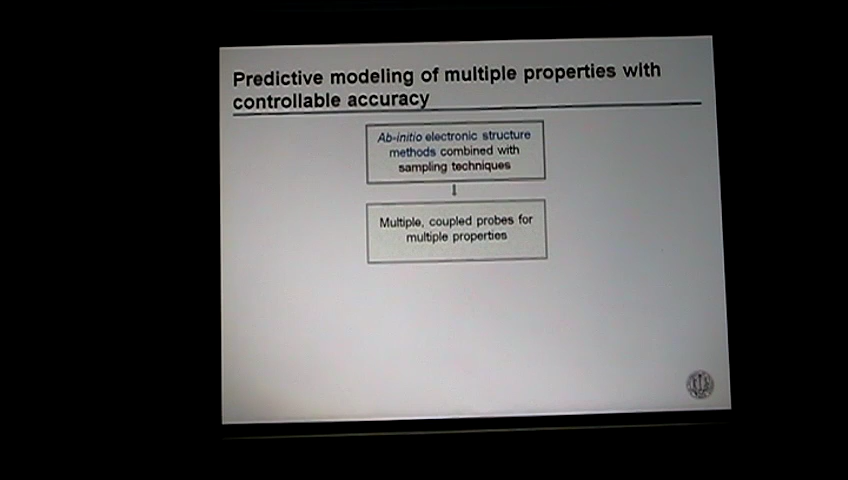 Predictive modeling of multiple properties with
controllable accuracy
Ab-initio electronic structure
methods combined with
sampling techniques
Multiple, coupled probes for
multiple properties